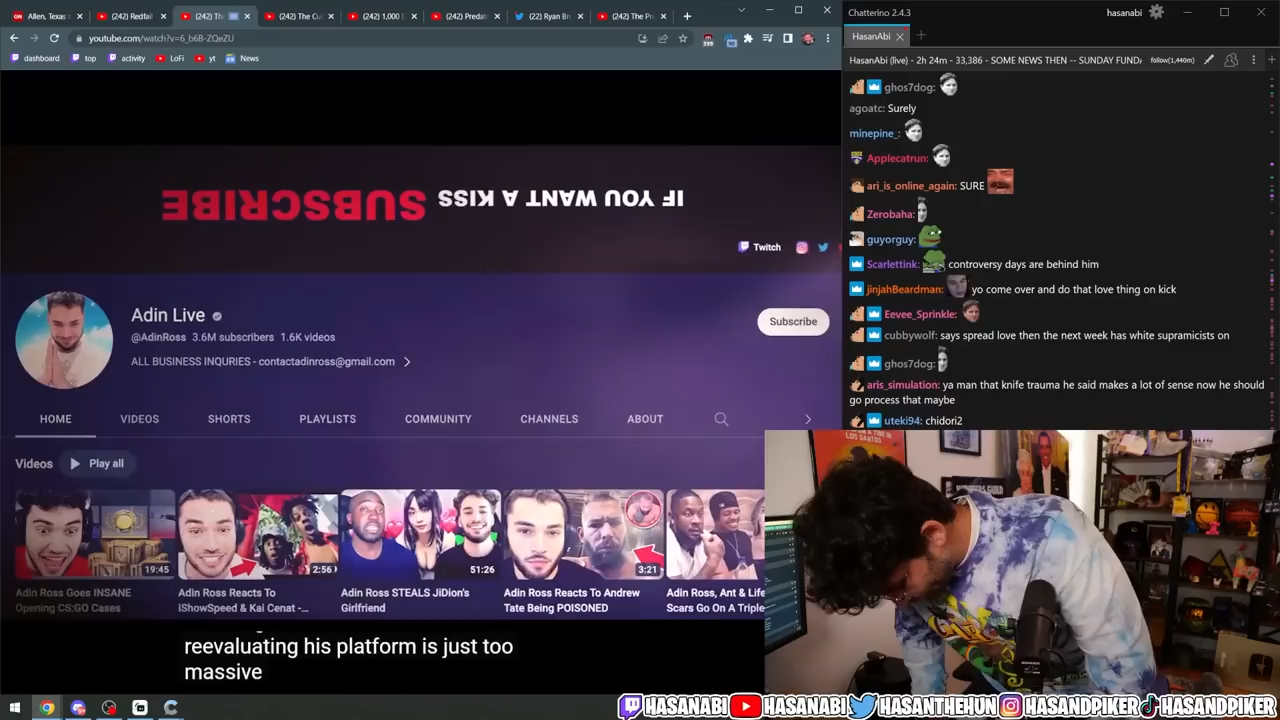 Allen, Texas s
(242) Redfall
(242) Th
(242) The Cu
(242) 1,000 D
(242) Predat
(22) Ryan Br
(242) The Pr
youtube.com/watch?v=6_b6B-ZQeZU
399
dashboard
top
activity
LoFi
yt
News
SUBSCRIBE IF YOU WANT A KISS
Twitch
Adin Live
@AdinRoss 3.6M subscribers 1.6K videos
ALL BUSINESS INQURIES - contactadinross@gmail.com
Subscribe
HOME
VIDEOS
SHORTS
PLAYLISTS
COMMUNITY
CHANNELS
ABOUT
Videos
Play all
19:45
2:56
51:26
3:21
Adin Ross Goes INSANE
Opening CS:GO Cases
Adin Ross Reacts To
iShowSpeed & Kai Cenat -...
Adin Ross STEALS JiDion's
Girlfriend
Adin Ross Reacts To Andrew
Tate Being POISONED
Adin Ross, Ant & Life
Scars Go On A Triple
reevaluating his platform is just too
massive
Chatterino 2.4.3
hasanabi
HasanAbi
HasanAbi (live) - 2h 24m - 33,386 - SOME NEWS THEN -- SUNDAY FUNDA
follow(1,440m)
ghos7dog:
agoatc: Surely
minepine_:
Applecatrun:
ari_is_online_again: SURE
Zerobaha:
guyorguy:
Scarlettink: controversy days are behind him
jinjahBeardman: yo come over and do that love thing on kick
Eevee_Sprinkle:
cubbywolf: says spread love then the next week has white supramicists on
ghos7dog:
aris_simulation: ya man that knife trauma he said makes a lot of sense now he should
go process that maybe
uteki94: chidori2
LOS SANTOS
HASANABI
HASANABI
HASANTHEHUN
HASANDPIKER
HASANDPIKER